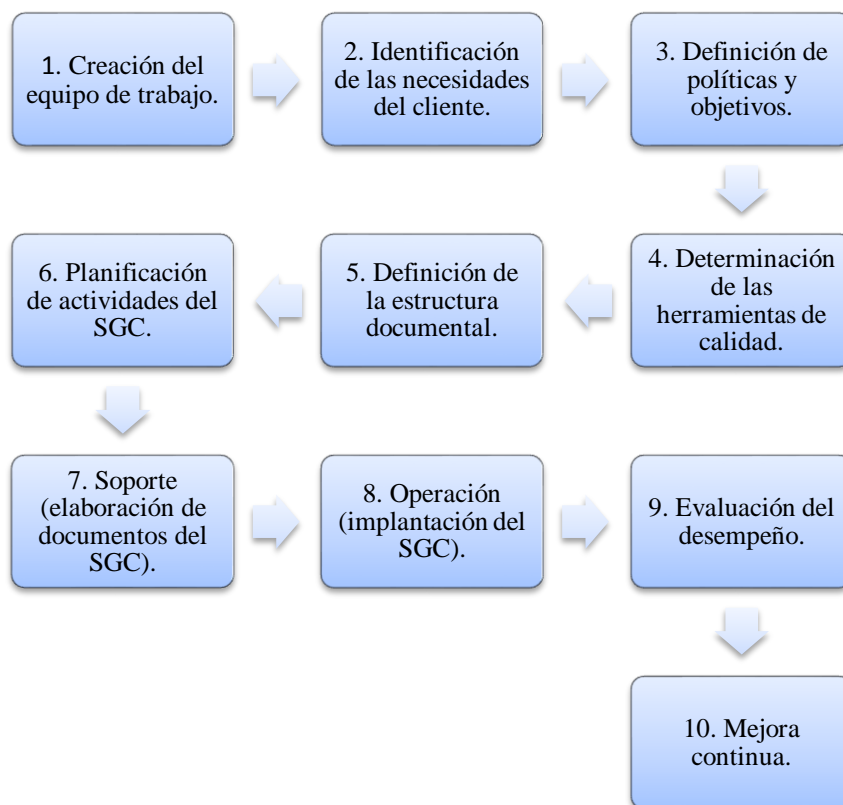 1. Creación del
equipo de trabajo.
2. Identificación
de las necesidades
del cliente.
3. Definición de
políticas y
objetivos.
4. Determinación
de las
herramientas de
calidad.
5. Definición de
la estructura
documental.
6. Planificación
de actividades del
SGC.
7. Soporte
(elaboración de
documentos del
SGC).
8. Operación
(implantación del
SGC).
9. Evaluación del
desempeño.
10. Mejora
continua.